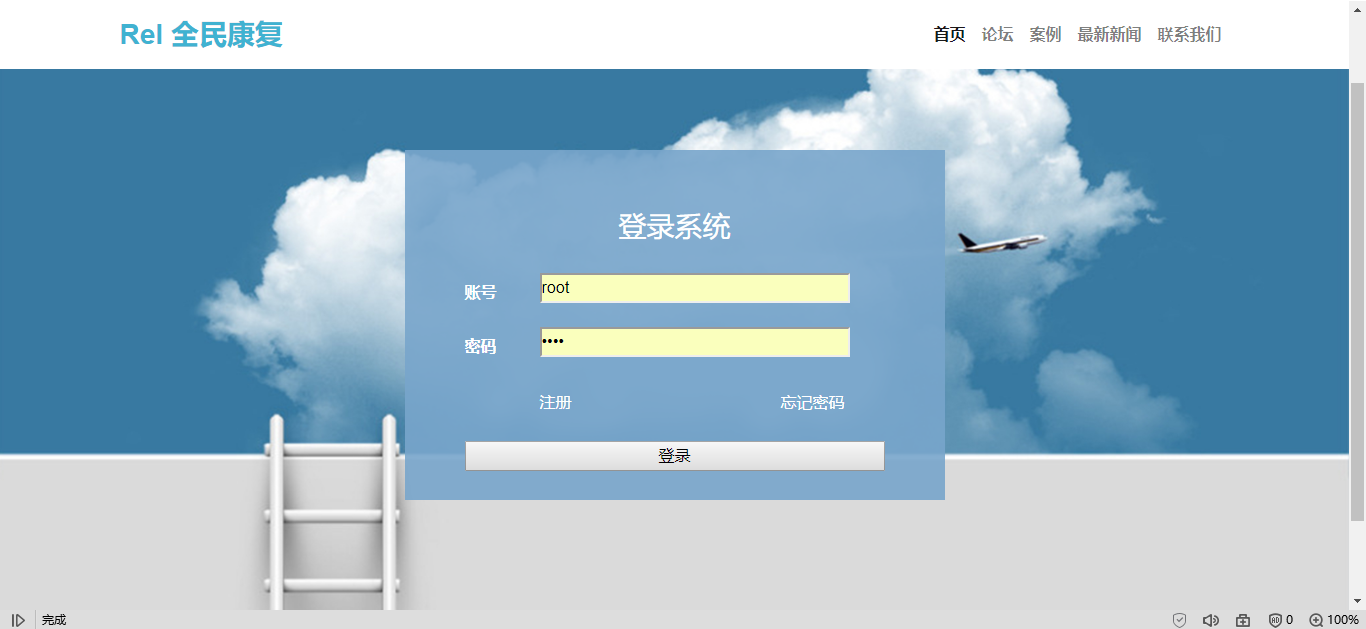 Rel 全民康复
首页 论坛 案例 最新新闻 联系我们
登录系统
账号 root
密码 ••••
注册 忘记密码
登录
完成
0 100%